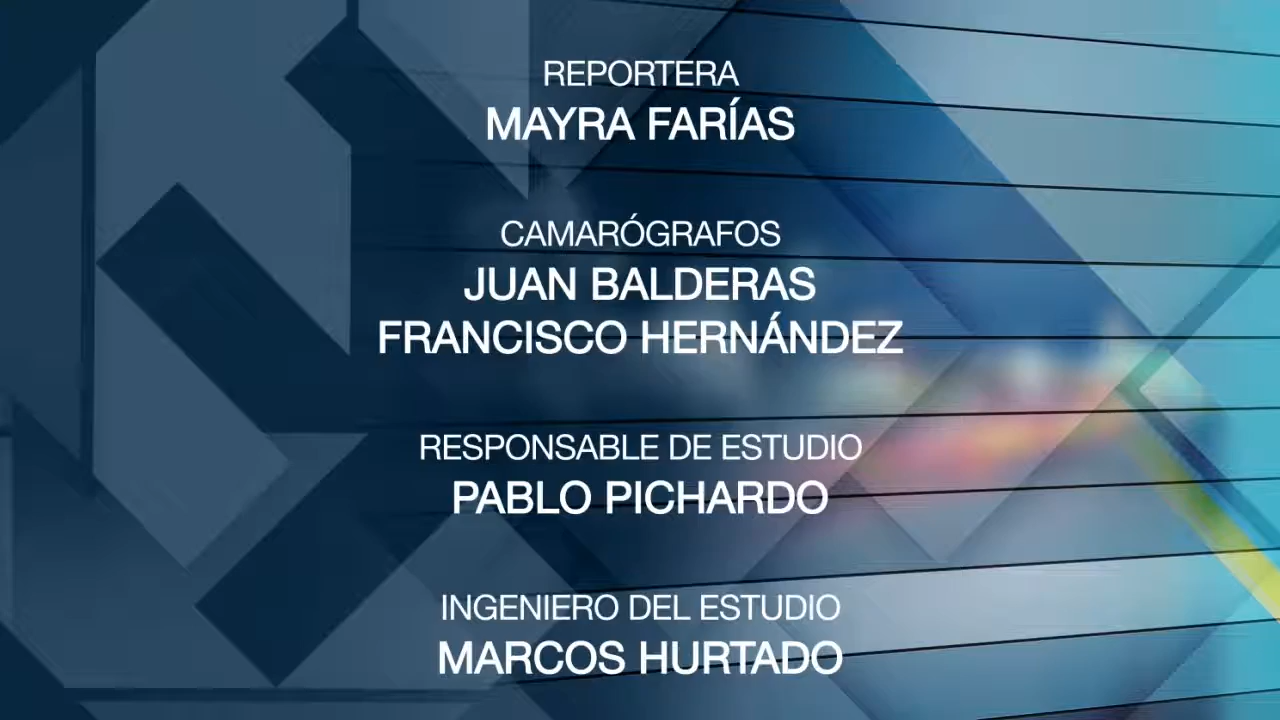 REPORTERA
MAYRA FARÍAS
CAMARÓGRAFOS
JUAN BALDERAS
FRANCISCO HERNÁNDEZ
RESPONSABLE DE ESTUDIO
PABLO PICHARDO
INGENIERO DEL ESTUDIO
MARCOS HURTADO